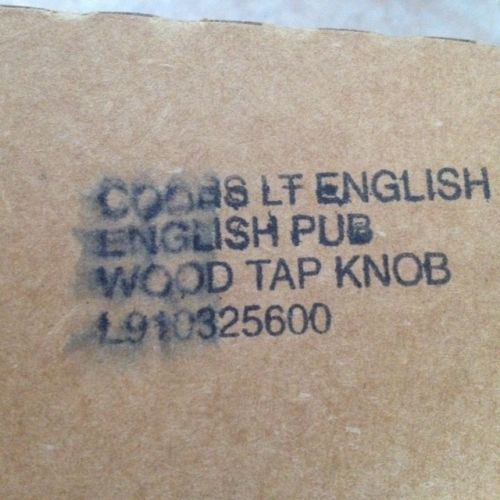 COORS LT ENGLISH
ENGLISH PUB
WOOD TAP KNOB
L910325600